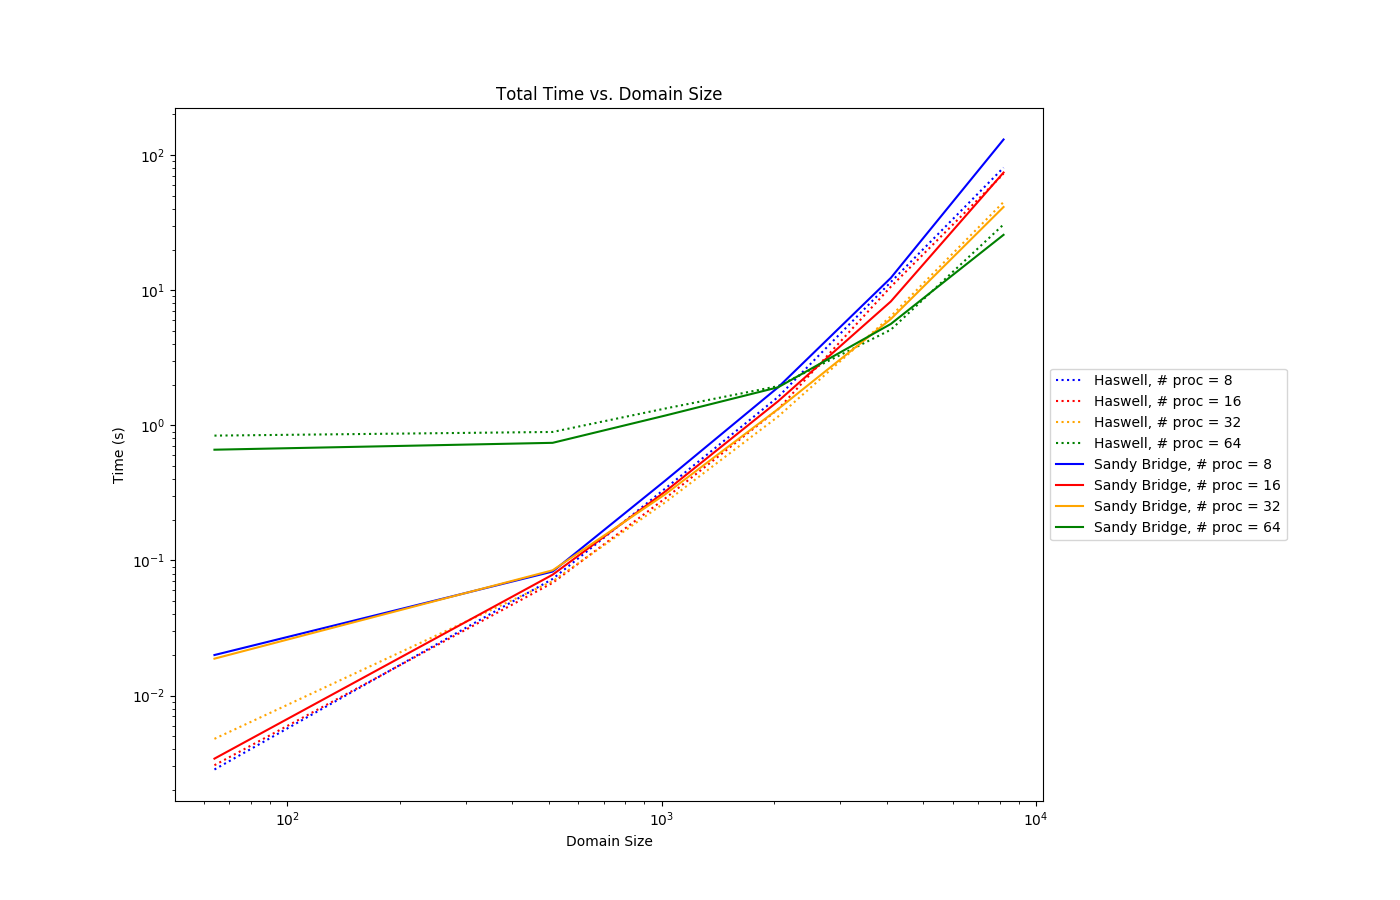 Total Time vs. Domain Size
Time (s)
10²
10¹
10⁰
10⁻¹
10⁻²
10²
10³
10⁴
Domain Size
Haswell, # proc = 8
Haswell, # proc = 16
Haswell, # proc = 32
Haswell, # proc = 64
Sandy Bridge, # proc = 8
Sandy Bridge, # proc = 16
Sandy Bridge, # proc = 32
Sandy Bridge, # proc = 64